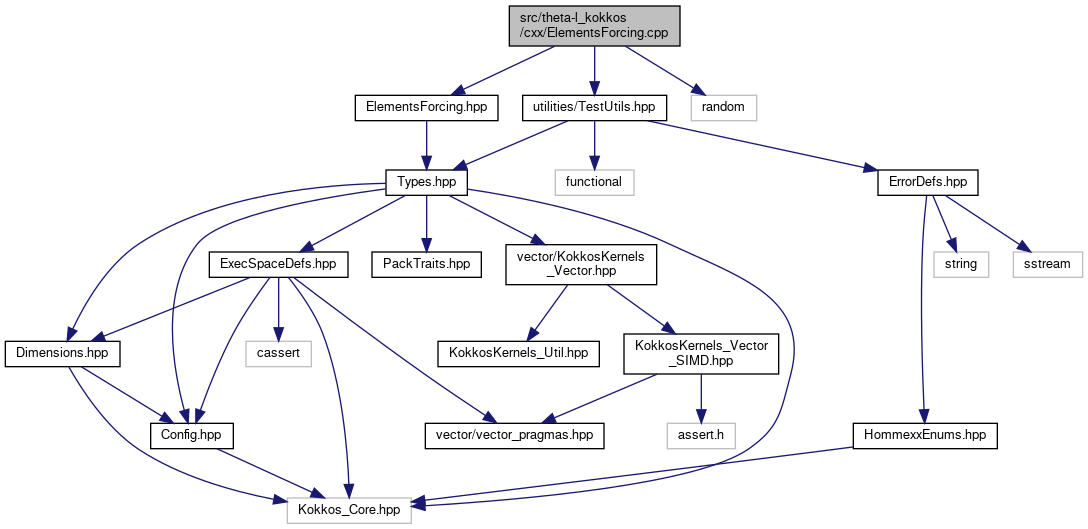 src/theta-l_kokkos
/cxx/ElementsForcing.cpp
ElementsForcing.hpp
utilities/TestUtils.hpp
random
Types.hpp
functional
ErrorDefs.hpp
ExecSpaceDefs.hpp
PackTraits.hpp
vector/KokkosKernels
_Vector.hpp
string
sstream
Dimensions.hpp
cassert
KokkosKernels_Util.hpp
KokkosKernels_Vector
_SIMD.hpp
Config.hpp
vector/vector_pragmas.hpp
assert.h
HommexxEnums.hpp
Kokkos_Core.hpp